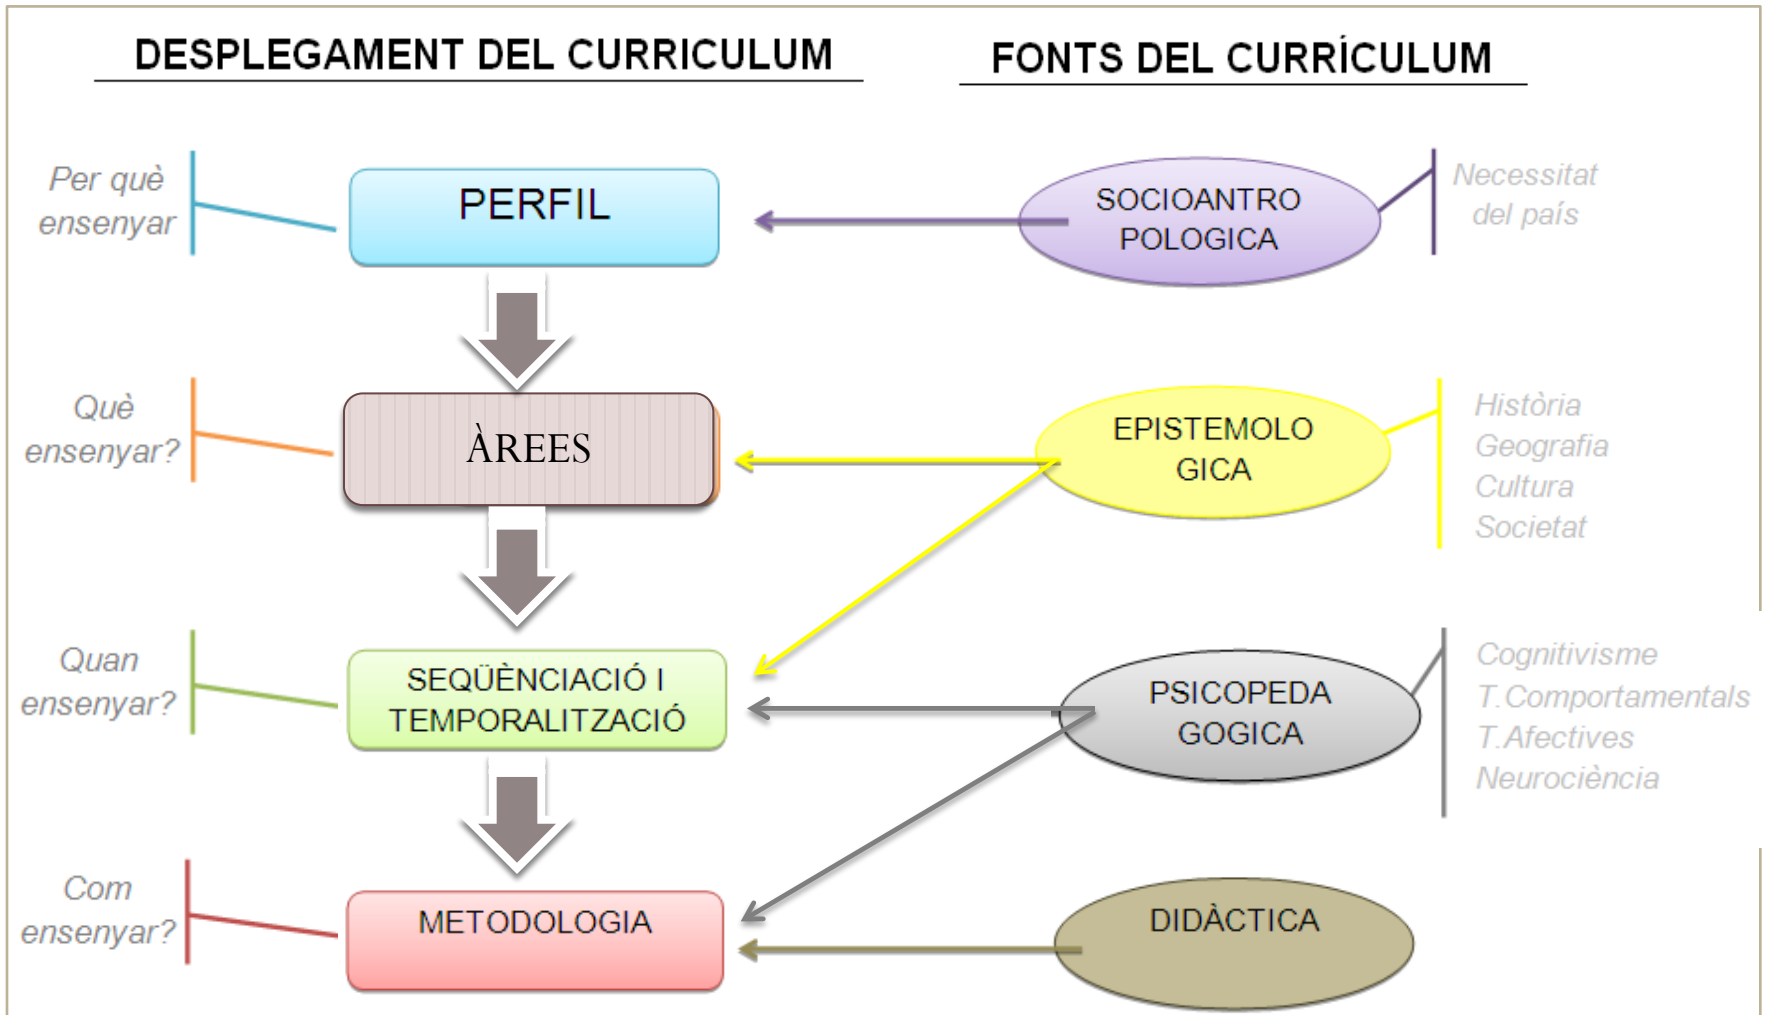 DESPLEGAMENT DEL CURRICULUM
FONTS DEL CURRÍCULUM
Per què
ensenyar
PERFIL
SOCIOANTRO
POLOGICA
Necessitat
del país
Què
ensenyar?
ÀREES
EPISTEMOLO
GICA
Història
Geografia
Cultura
Societat
Quan
ensenyar?
SEQÜÈNCIACIÓ I
TEMPORALITZACIÓ
PSICOPEDA
GOGICA
Cognitivisme
T.Comportamentals
T.Afectives
Neurociència
Com
ensenyar?
METODOLOGIA
DIDÀCTICA